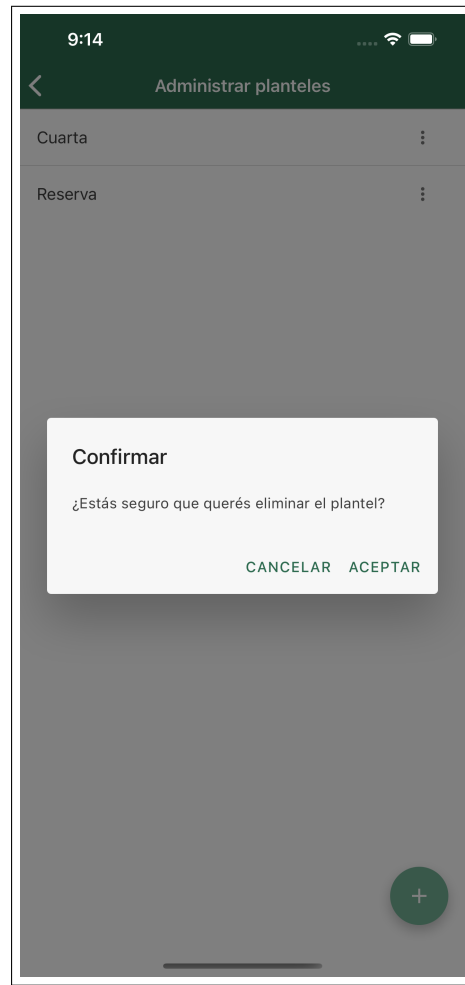 9:14
Administrar planteles
Cuarta
Reserva
Confirmar
¿Estás seguro que querés eliminar el plantel?
CANCELAR ACEPTAR
+